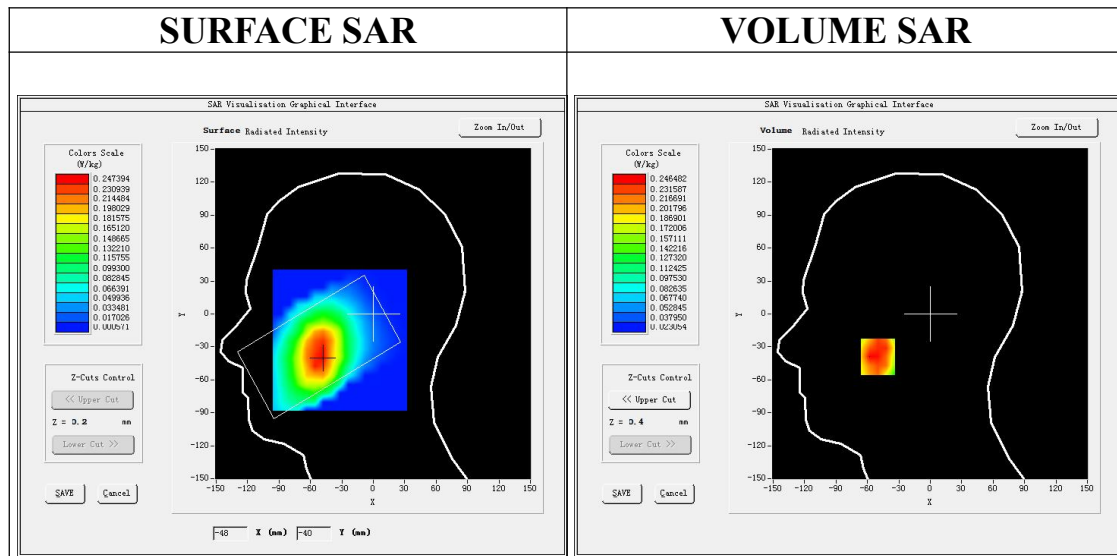 SURFACE SAR
VOLUME SAR
SAR Visualisation Graphical Interface
Surface Radiated Intensity
Zoom In/Out
Colors Scale
(W/kg)
0.247394
0.230939
0.214484
0.198029
0.181575
0.165120
0.148665
0.132210
0.115755
0.099300
0.082845
0.066391
0.049936
0.033481
0.017026
0.000571
Z-Cuts Control
<< Upper Cut
Z = 0.2 mm
Lower Cut >>
SAVE Cancel
150
120
90
60
30
0
-30
-60
-90
-120
-150
Y
-150 -120 -90 -60 -30 0 30 60 90 120 150
X
-48 X (mm) -40 Y (mm)
SAR Visualisation Graphical Interface
Volume Radiated Intensity
Zoom In/Out
Colors Scale
(W/kg)
0.246482
0.231587
0.216691
0.201796
0.186901
0.172006
0.157111
0.142216
0.127320
0.112425
0.097530
0.082635
0.067740
0.052845
0.037950
0.023054
Z-Cuts Control
<< Upper Cut
Z = 0.4 mm
Lower Cut >>
SAVE Cancel
150
120
90
60
30
0
-30
-60
-90
-120
-150
Y
-150 -120 -90 -60 -30 0 30 60 90 120 150
X